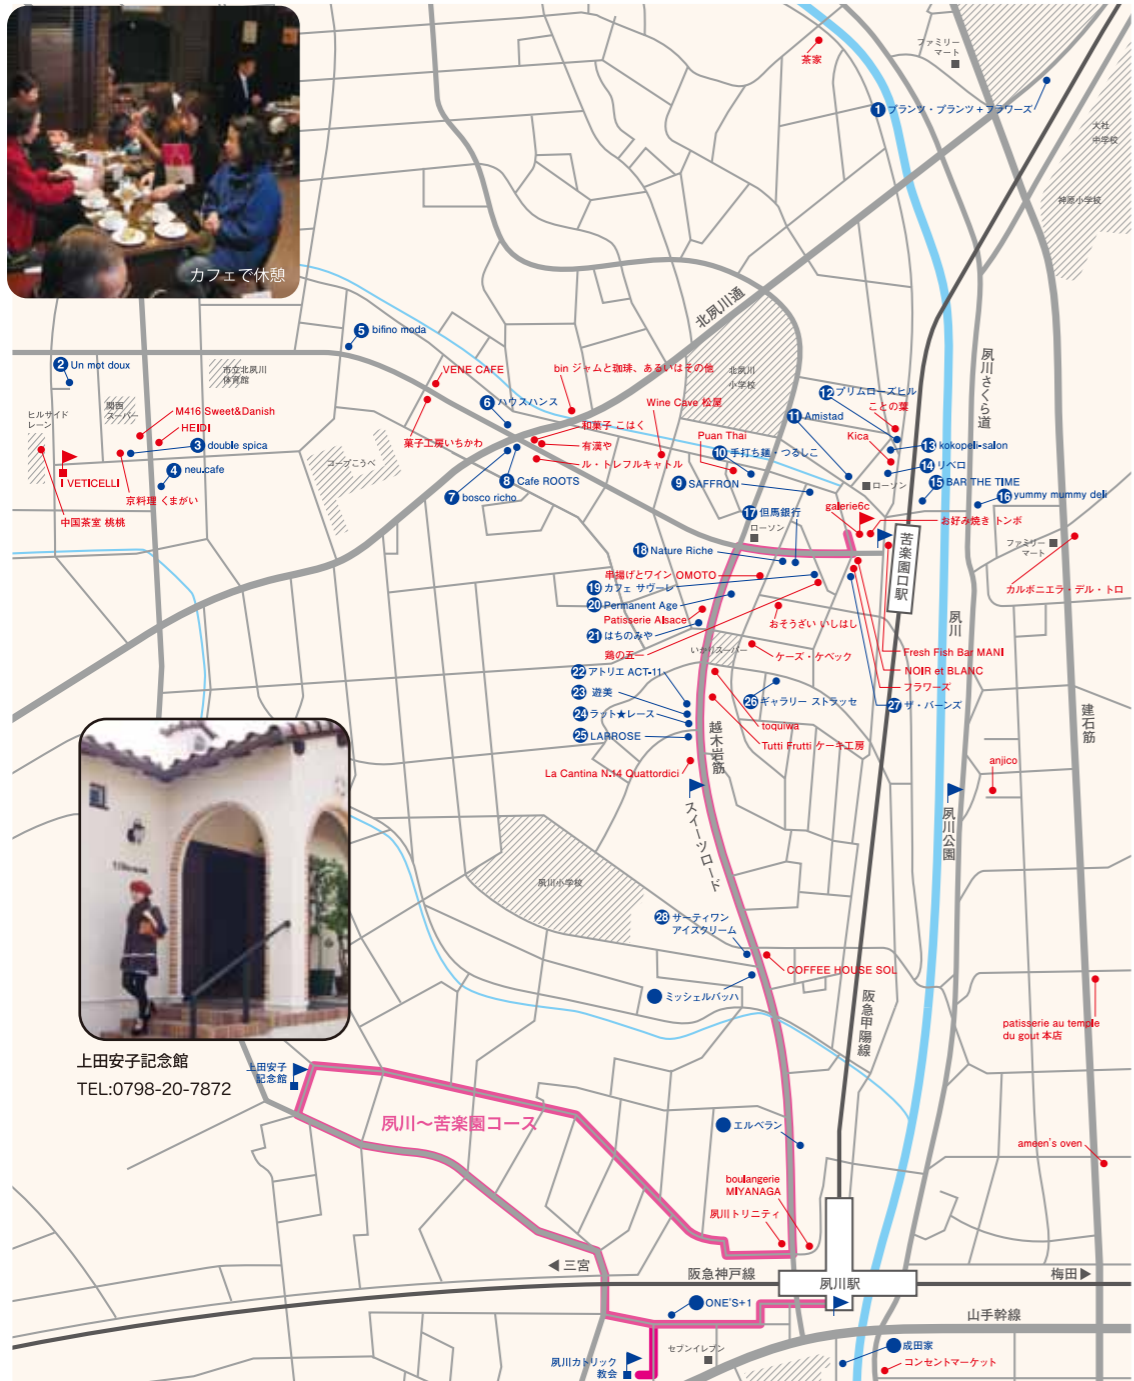 カフェで休憩
茶家
ファミリー
マート
1 プランツ・プランツ+フラワーズ
大社
中学校
神原小学校
北夙川通
5 bifino moda
2 Un mot doux
市立北夙川
体育館
VENE CAFE
bin ジャムと珈琲、あるいはその他
北夙川
小学校
夙川さくら道
12 プリムローズヒル
ことの葉
ヒルサイド
レーン
関西
スーパー
M416 Sweet&Danish
HEIDI
3 double spica
6 ハウスハンス
菓子工房いちかわ
和菓子 こはく
有漢や
ル・トレフルキャトル
Wine Cave 松屋
11 Amistad
Puan Thai
Kica
13 kokopeli-salon
10 手打ち麺・つるしこ
14 リベロ
VETICELLI
4 neu.cafe
京料理 くまがい
コープこうべ
8 Cafe ROOTS
7 bosco richo
9 SAFFRON
ローソン
15 BAR THE TIME
16 yummy mummy deli
中国茶室 桃桃
17 但馬銀行
ローソン
galerie6c
お好み焼き トンボ
18 Nature Riche
苦楽園口駅
ファミリー
マート
串揚げとワイン OMOTO
19 カフェ サヴーレ
20 Permanent Age
Patisserie Alsace
21 はちのみや
鶏の五一
おそうざい いしはし
カルボニエラ・デル・トロ
夙川
いかりスーパー
ケーズ・ケベック
Fresh Fish Bar MANI
NOIR et BLANC
フラワーズ
27 ザ・バーンズ
22 アトリエ ACT-11
23 遊美
24 ラット★レース
25 LARROSE
26 ギャラリー ストラッセ
toquiwa
Tutti Frutti ケーキ工房
越木岩筋
建石筋
La Cantina N.14 Quattordici
anjico
スイーツロード
夙川公園
夙川小学校
28 サーティワン
アイスクリーム
COFFEE HOUSE SOL
ミッシェルバッハ
阪急甲陽線
patisserie au temple
du gout 本店
上田安子記念館
TEL:0798-20-7872
上田安子
記念館
夙川～苦楽園コース
エルベラン
ameen's oven
boulangerie
MIYANAGA
夙川トリニティ
◀三宮
阪急神戸線
夙川駅
梅田▶
ONE'S+1
山手幹線
夙川カトリック
教会
セブンイレブン
成田家
コンセントマーケット